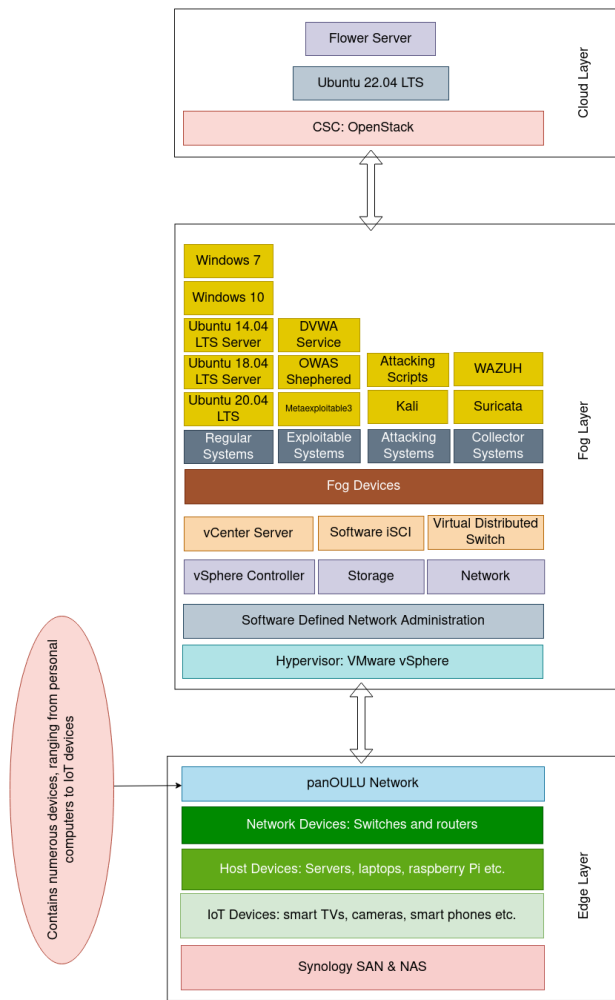 Flower Server
Ubuntu 22.04 LTS
CSC: OpenStack
Cloud Layer
Windows 7
Windows 10
Ubuntu 14.04
LTS Server
DVWA
Service
Ubuntu 18.04
LTS Server
OWAS
Shephered
Attacking
Scripts
WAZUH
Ubuntu 20.04
LTS
Metaexploitable3
Kali
Suricata
Regular
Systems
Exploitable
Systems
Attacking
Systems
Collector
Systems
Fog Devices
vCenter Server
Software iSCI
Virtual Distributed
Switch
vSphere Controller
Storage
Network
Software Defined Network Administration
Hypervisor: VMware vSphere
Fog Layer
Contains numerous devices, ranging from personal
computers to IoT devices
panOULU Network
Network Devices: Switches and routers
Host Devices: Servers, laptops, raspberry Pi etc.
IoT Devices: smart TVs, cameras, smart phones etc.
Synology SAN & NAS
Edge Layer